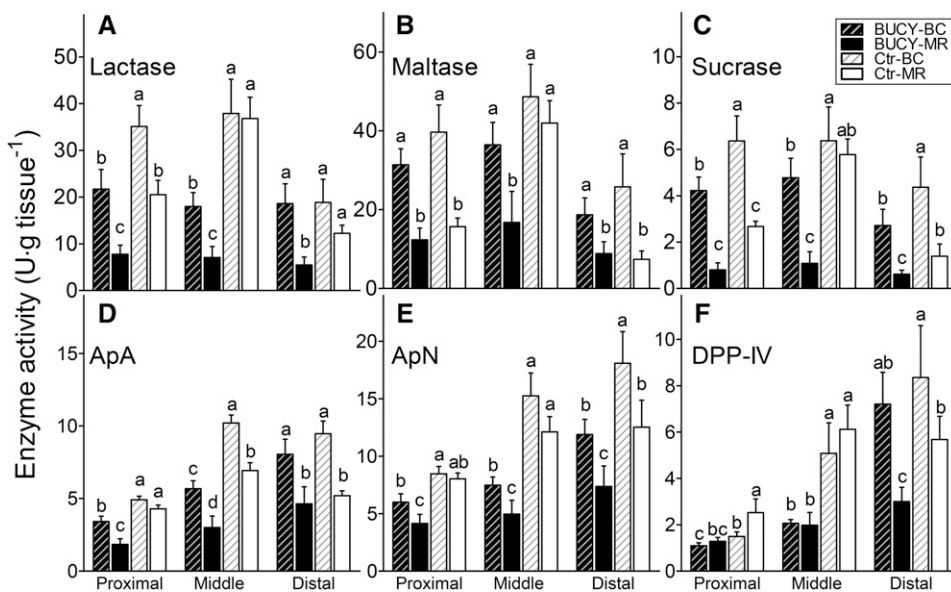 Enzyme activity (U·g tissue⁻¹)
A
Lactase
50
40
30
20
10
0
b
c
a
b
b
c
a
a
a
b
a
a
B
Maltase
60
40
20
0
a
b
a
b
a
b
a
a
a
b
a
b
C
Sucrase
8
6
4
2
0
b
c
a
d
b
c
a
ab
b
c
a
d
BUCY-BC
BUCY-MR
Ctr-BC
Ctr-MR
D
ApA
15
10
5
0
b
c
a
a
c
d
a
b
a
b
a
b
Proximal Middle Distal
E
ApN
20
15
10
5
0
b
c
a
ab
b
c
a
a
b
c
a
b
Proximal Middle Distal
F
DPP-IV
10
8
6
4
2
0
c
bc
b
a
b
b
a
a
ab
c
a
b
Proximal Middle Distal